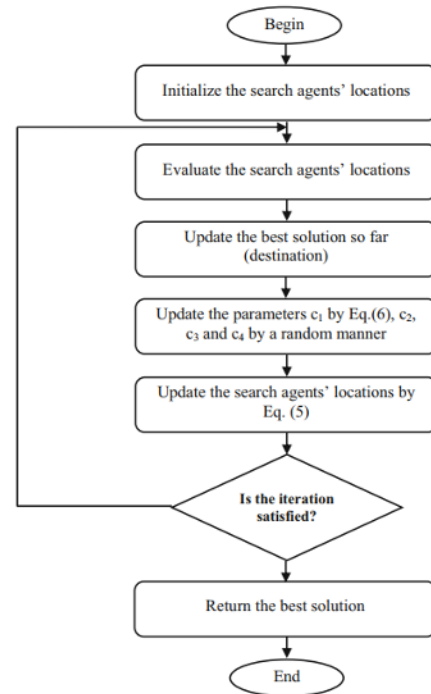 Begin
Initialize the search agents’ locations
Evaluate the search agents’ locations
Update the best solution so far
(destination)
Update the parameters c₁ by Eq.(6), c₂,
c₃ and c₄ by a random manner
Update the search agents’ locations by
Eq. (5)
Is the iteration
satisfied?
Return the best solution
End